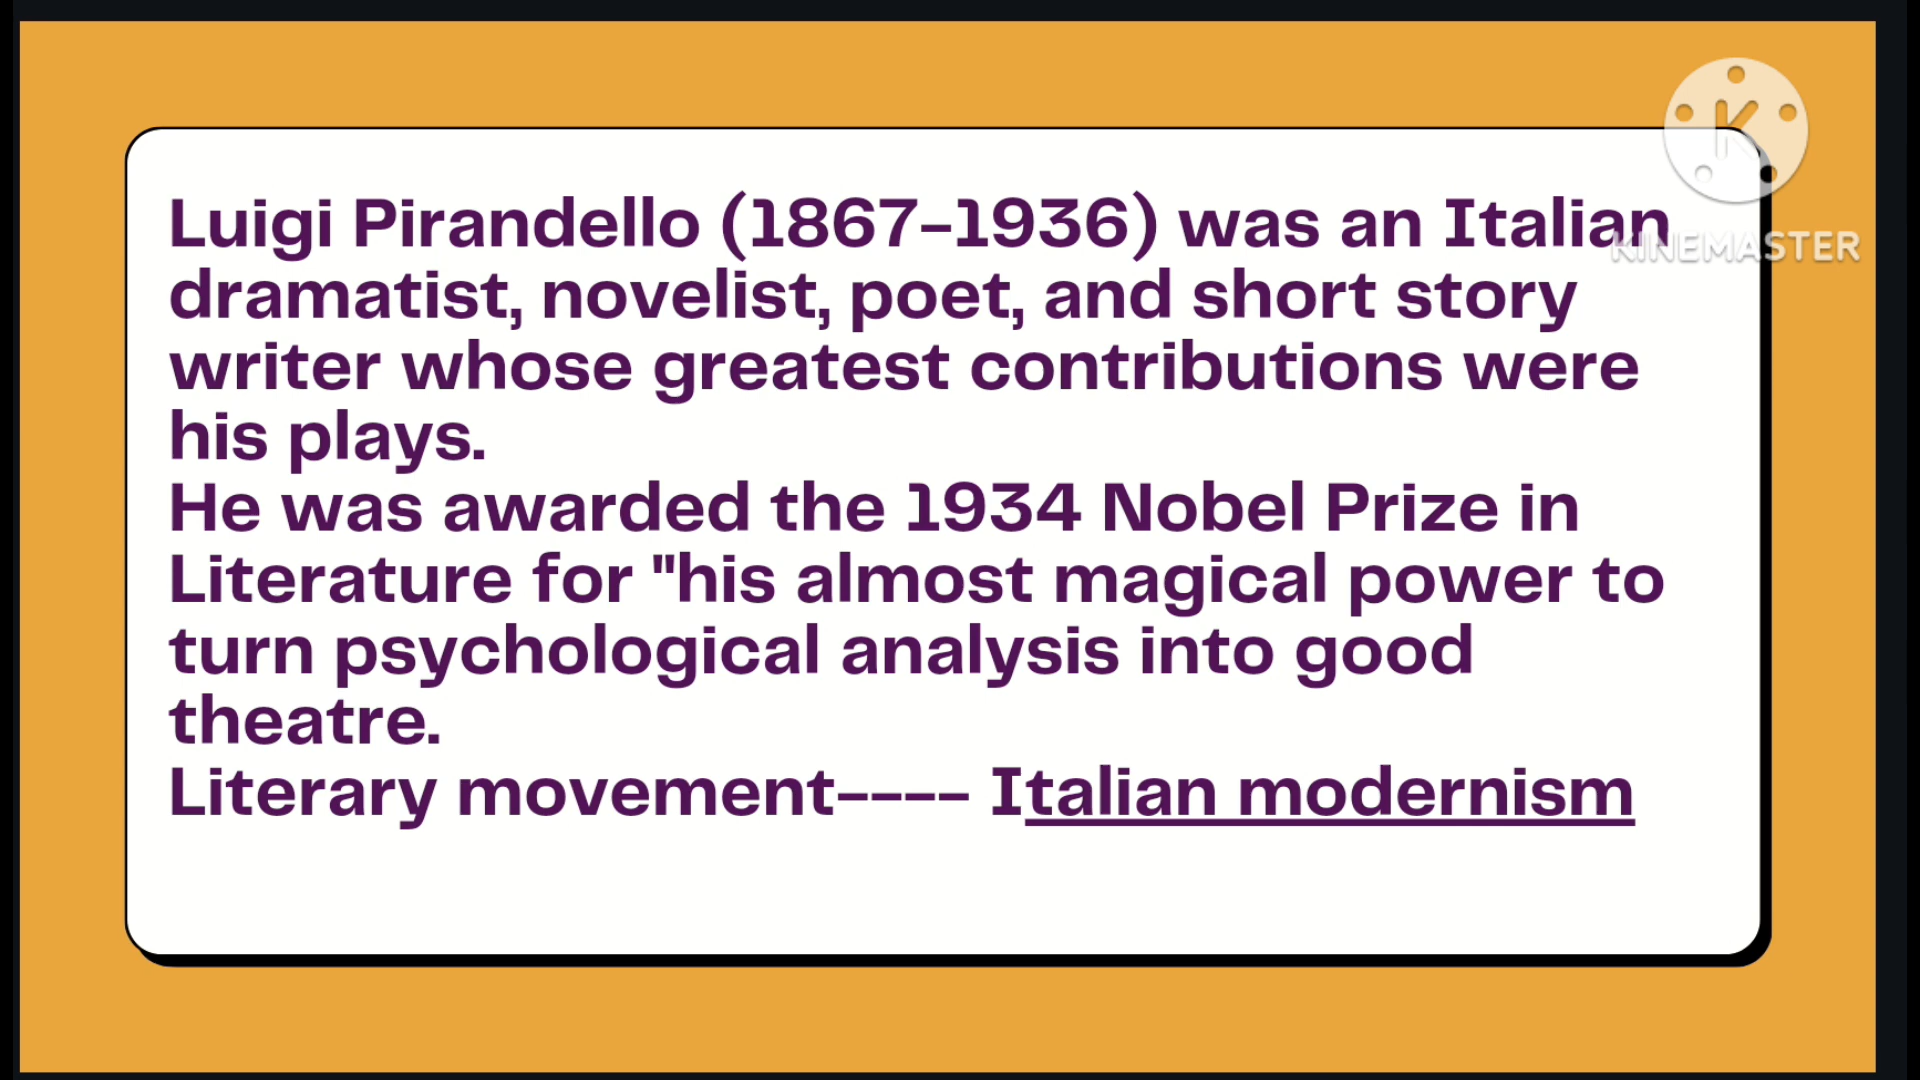 Luigi Pirandello (1867-1936) was an Italian
dramatist, novelist, poet, and short story
writer whose greatest contributions were
his plays.
He was awarded the 1934 Nobel Prize in
Literature for "his almost magical power to
turn psychological analysis into good
theatre.
Literary movement---- Italian modernism
K
KINEMASTER